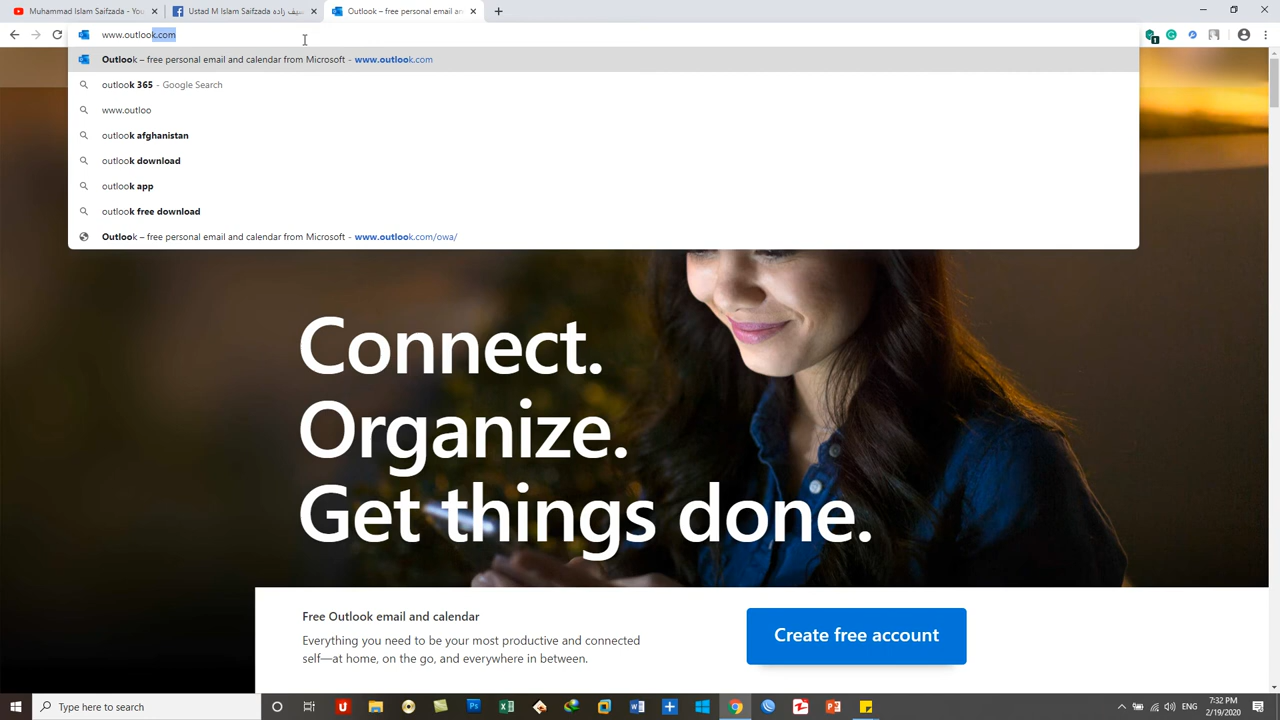 Muhammad Islam Saifzada - You
Ustad M Islam Saifzada سیف زاده
Outlook – free personal email an
www.outlook.com
Outlook – free personal email and calendar from Microsoft - www.outlook.com
outlook 365 - Google Search
www.outloo
outlook afghanistan
outlook download
outlook app
outlook free download
Outlook – free personal email and calendar from Microsoft - www.outlook.com/owa/
1
Connect.
Organize.
Get things done.
Free Outlook email and calendar
Everything you need to be your most productive and connected
self—at home, on the go, and everywhere in between.
Create free account
Type here to search
7:32 PM
2/19/2020